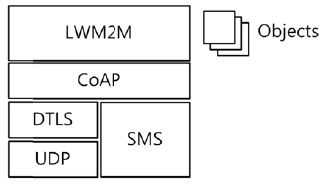 LWM2M
Objects
CoAP
DTLS
SMS
UDP